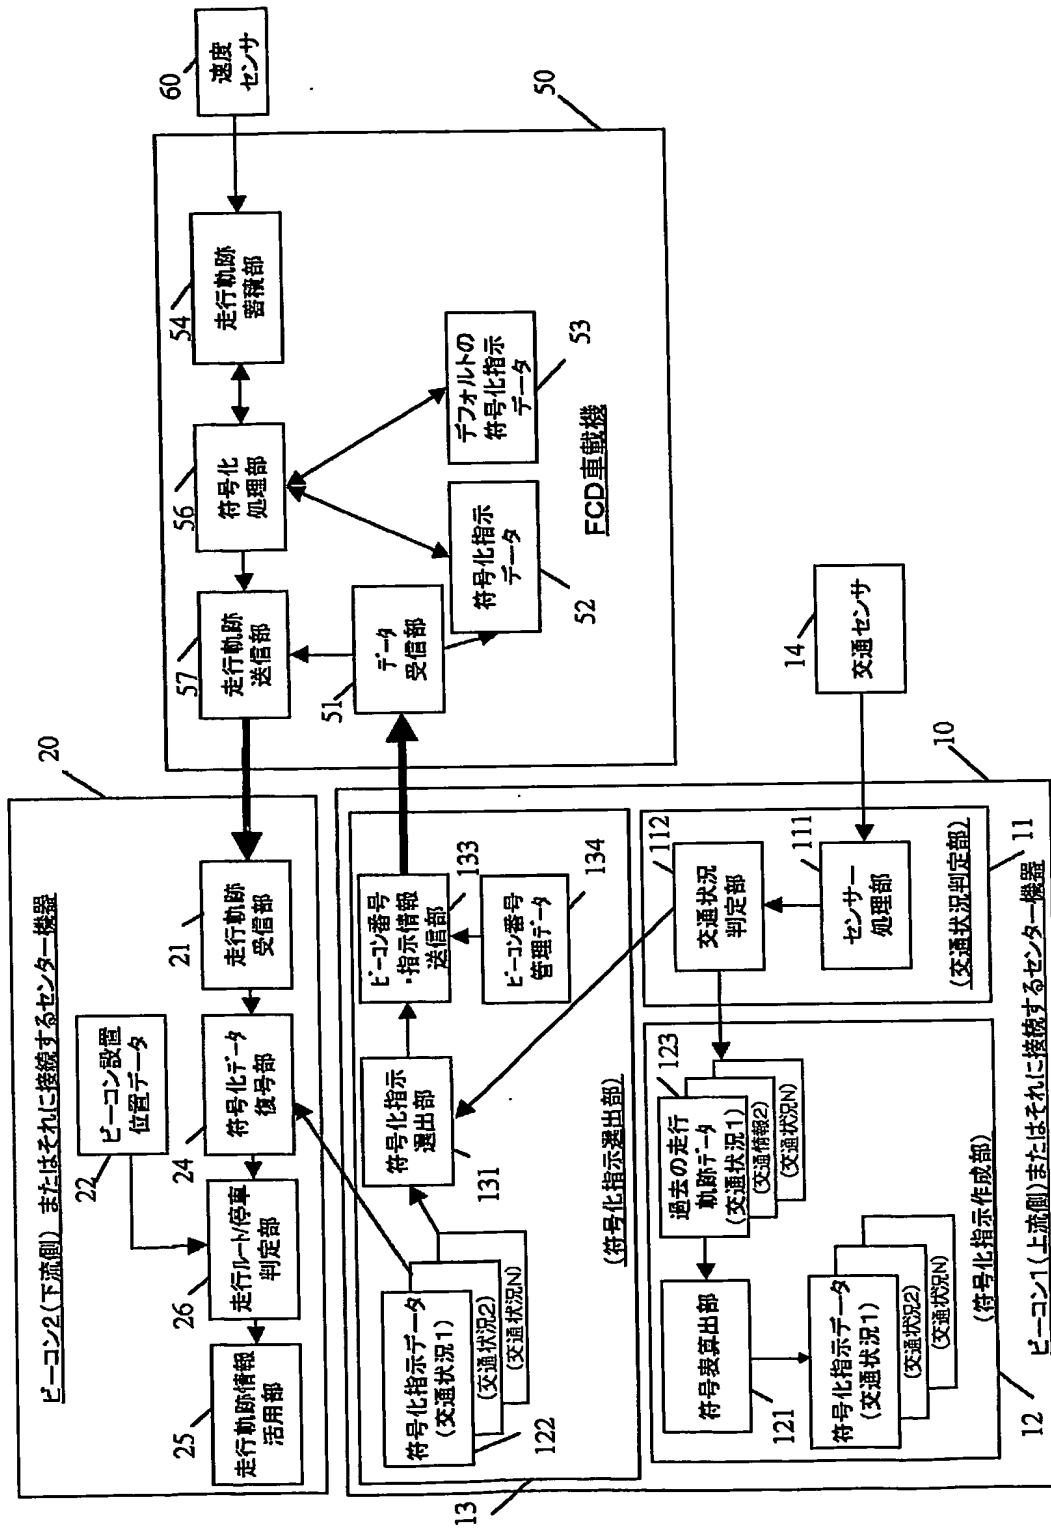 ビーコン2(下流側) またはそれに接続するセンター機器
20
ビーコン設置
位置データ
22
走行軌跡情報
活用部
25
走行ルート/停車
判定部
26
符号化データ
復号部
24
走行軌跡
受信部
21
走行軌跡
送信部
57
符号化
処理部
56
走行軌跡
蓄積部
54
速度
センサ
60
データ
受信部
51
符号化指示
データ
52
デフォルトの
符号化指示
データ
53
FCD車載機
50
符号化指示データ
(交通状況1)
(交通状況2)
(交通状況N)
122
符号化指示
選出部
131
ビーコン番号
・指示情報
送信部
133
ビーコン番号
管理データ
134
(符号化指示選出部)
13
符号表算出部
121
過去の走行
軌跡データ
(交通状況1)
(交通情報2)
(交通状況N)
123
符号化指示データ
(交通状況1)
(交通状況2)
(交通状況N)
(符号化指示作成部)
12
交通状況
判定部
112
センサー
処理部
111
(交通状況判定部)
11
交通センサ
14
10
ビーコン1(上流側)またはそれに接続するセンター機器